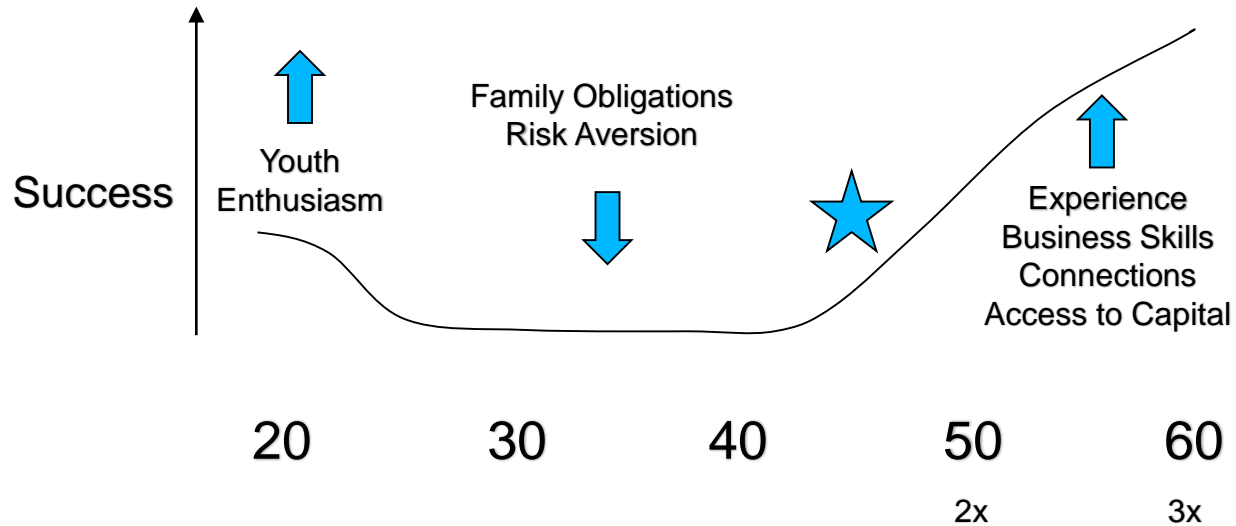 Success
Youth
Enthusiasm
Family Obligations
Risk Aversion
Experience
Business Skills
Connections
Access to Capital
20
30
40
50
60
2x
3x